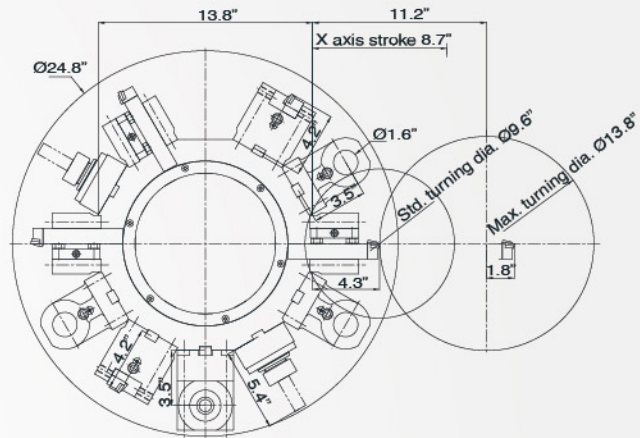 13.8" 11.2"
X axis stroke 8.7"
Ø24.8"
4.2"
Ø1.6"
3.5"
Std. turning dia. Ø9.6"
Max. turning dia. Ø13.8"
4.3"
1.8"
4.2"
3.5"
5.4"